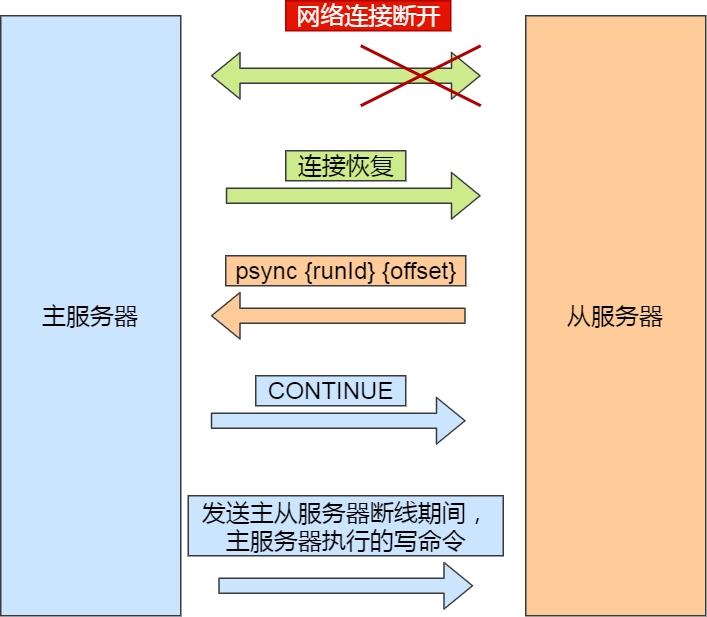 网络连接断开
连接恢复
psync {runId} {offset}
主服务器
从服务器
CONTINUE
发送主从服务器断线期间，
主服务器执行的写命令